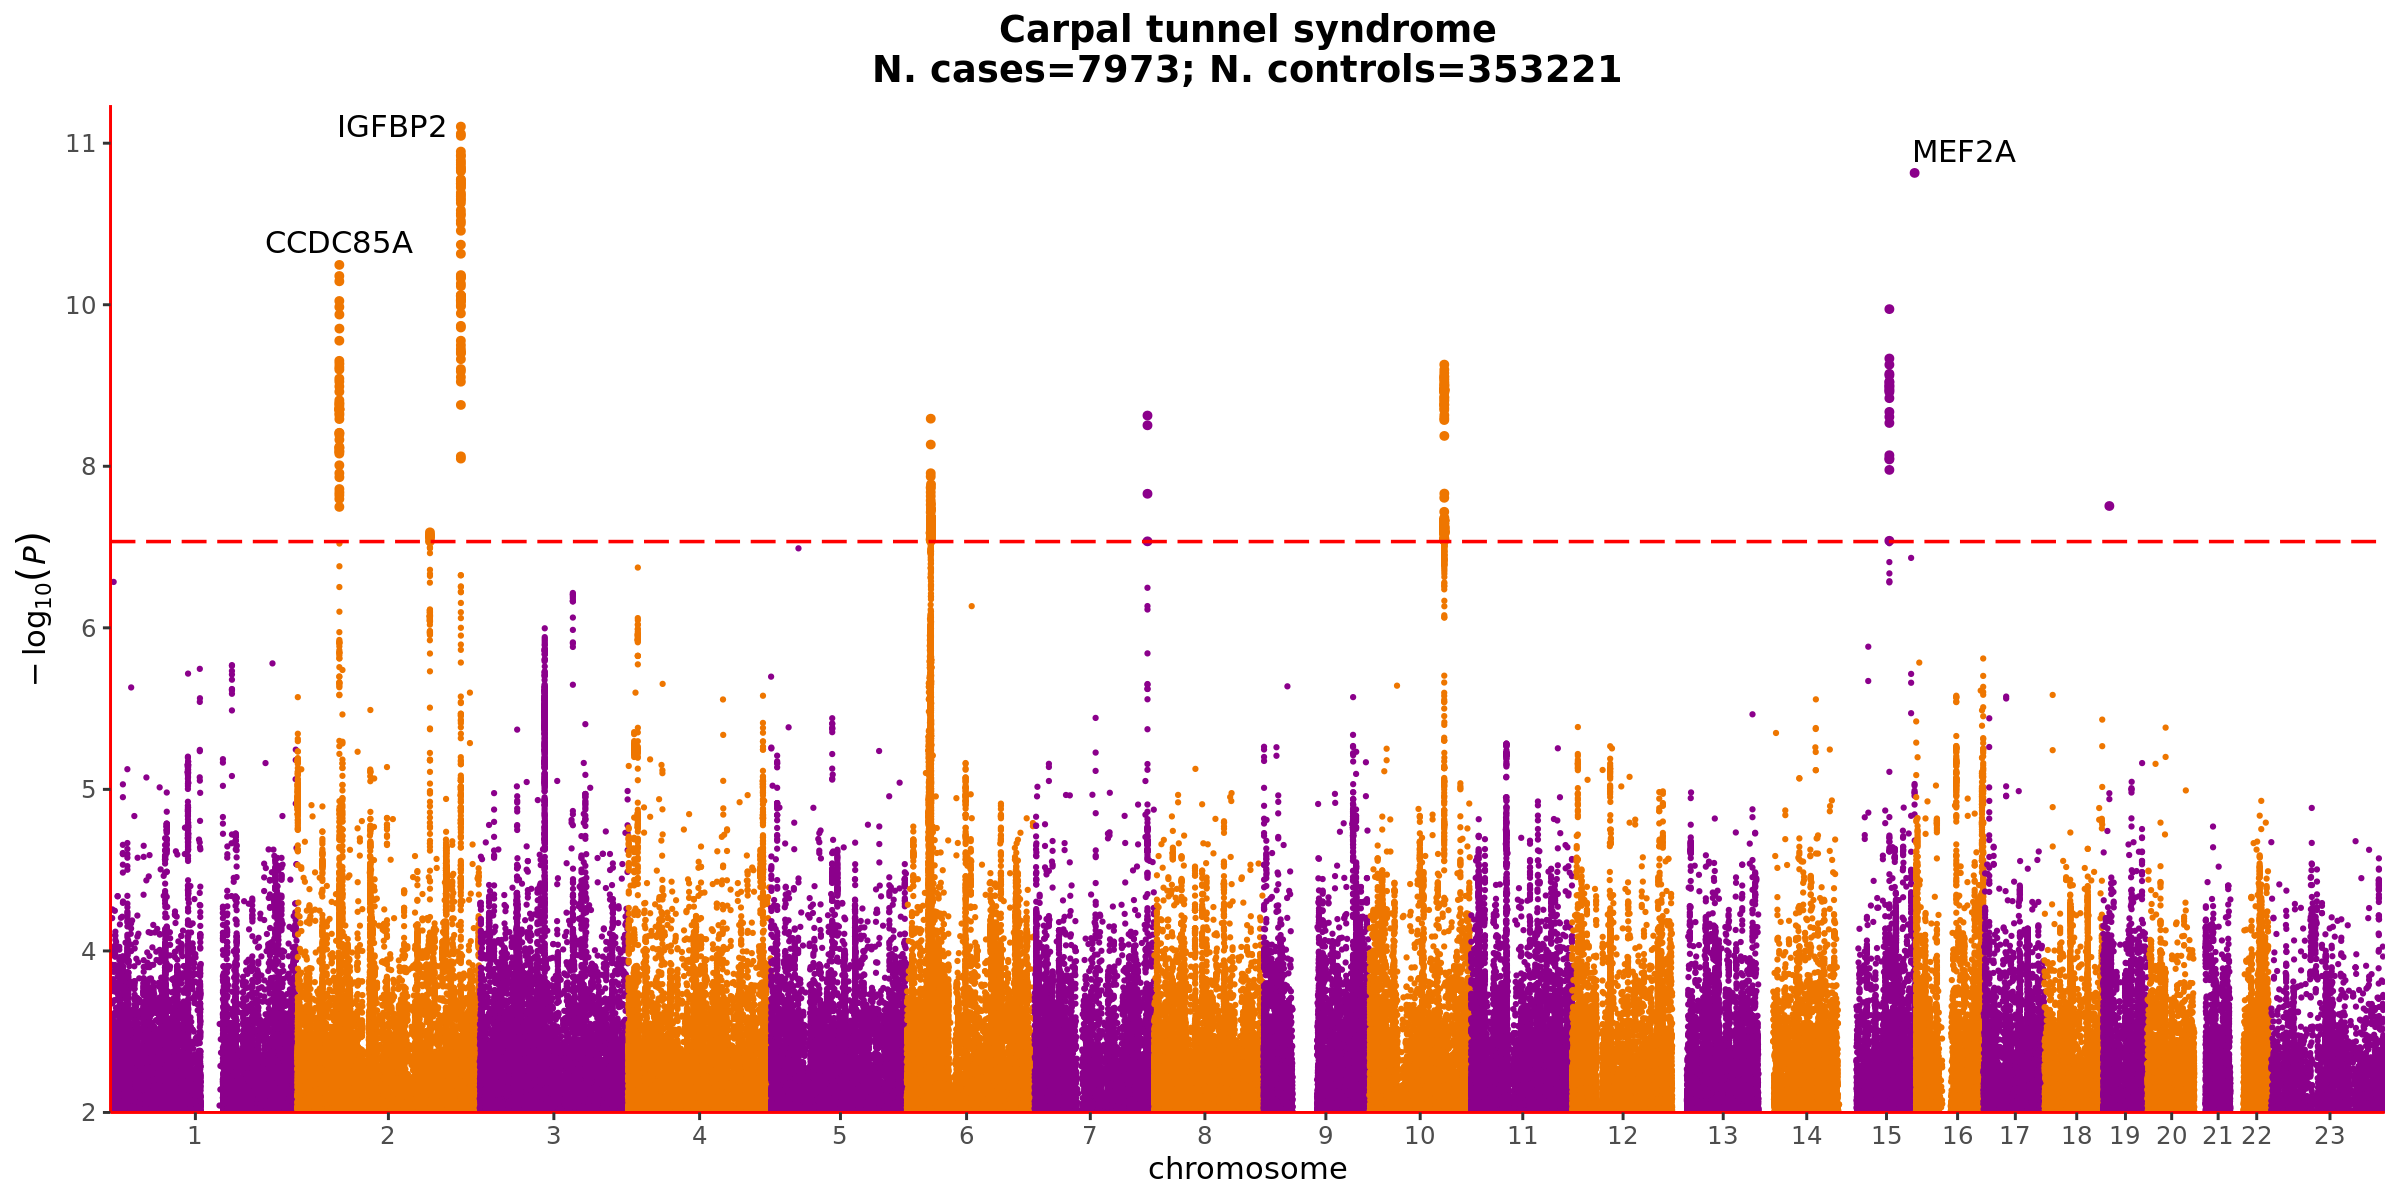 Carpal tunnel syndrome
N. cases=7973; N. controls=353221
IGFBP2
MEF2A
CCDC85A
11
10
8
6
5
4
2
−log10(P)
1 2 3 4 5 6 7 8 9 10 11 12 13 14 15 16 17 18 19 20 21 22 23
chromosome